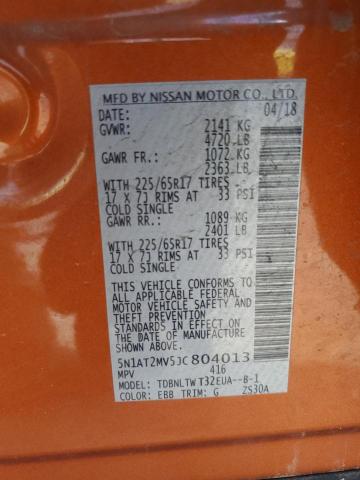 MFD BY NISSAN MOTOR CO., LTD.
DATE: 04/18
GVWR: 2141 KG
4720 LB
GAWR FR.: 1072 KG
2363 LB
WITH 225/65R17 TIRES
17 X 7J RIMS AT 33 PSI
COLD SINGLE
GAWR RR.: 1089 KG
2401 LB
WITH 225/65R17 TIRES
17 X 7J RIMS AT 33 PSI
COLD SINGLE
THIS VEHICLE CONFORMS TO
ALL APPLICABLE FEDERAL
MOTOR VEHICLE SAFETY AND
THEFT PREVENTION
STANDARDS IN EFFECT ON
THE DATE OF MANUFACTURE
SHOWN ABOVE.
5N1AT2MV5JC804013
MPV 416
MODEL: TDBNLTWT32EUA--B-1
COLOR: EBB TRIM: G ZS30A